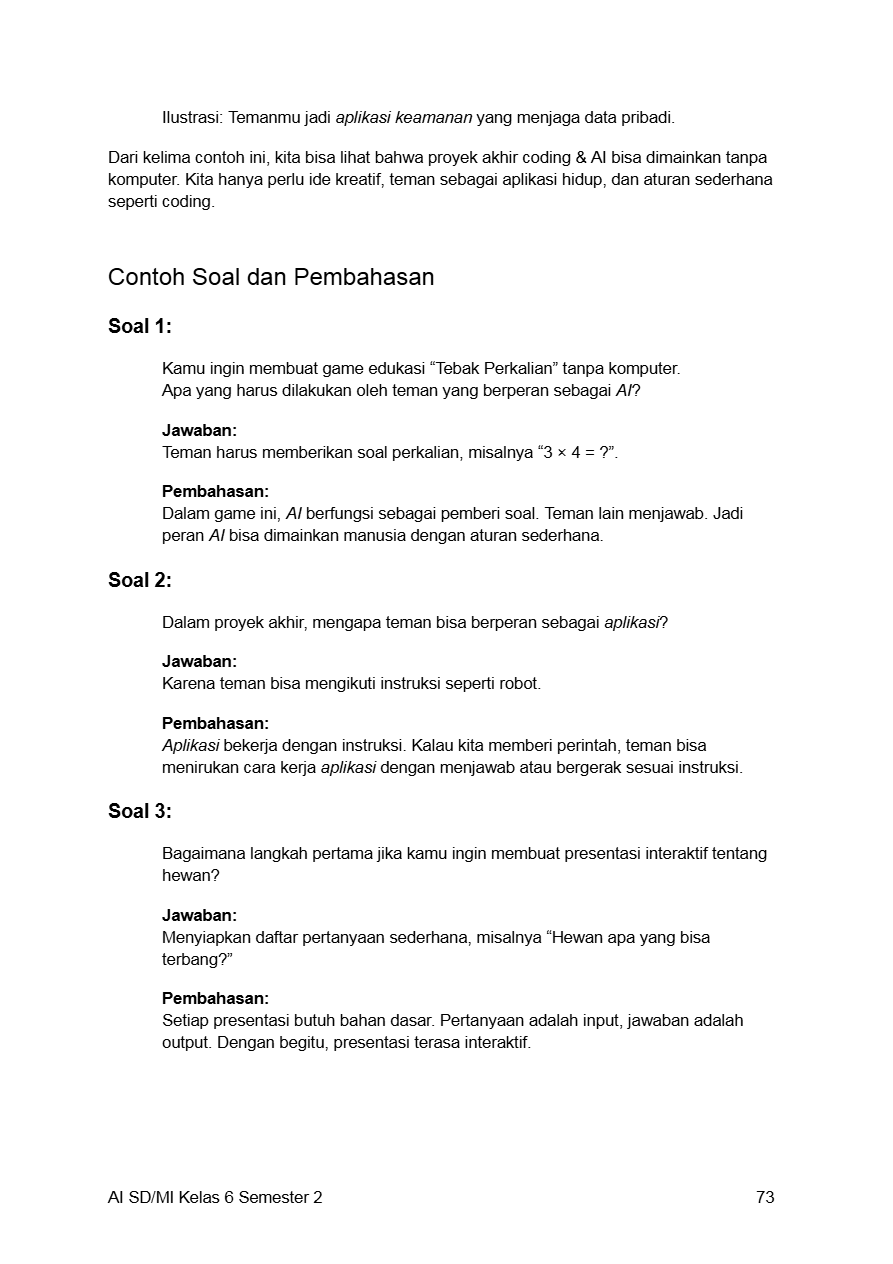 Ilustrasi: Temanmu jadi aplikasi keamanan yang menjaga data pribadi.
Dari kelima contoh ini, kita bisa lihat bahwa proyek akhir coding & AI bisa dimainkan tanpa
komputer. Kita hanya perlu ide kreatif, teman sebagai aplikasi hidup, dan aturan sederhana
seperti coding.
Contoh Soal dan Pembahasan
Soal 1:
Kamu ingin membuat game edukasi “Tebak Perkalian” tanpa komputer.
Apa yang harus dilakukan oleh teman yang berperan sebagai AI?
Jawaban:
Teman harus memberikan soal perkalian, misalnya “3 × 4 = ?”.
Pembahasan:
Dalam game ini, AI berfungsi sebagai pemberi soal. Teman lain menjawab. Jadi
peran AI bisa dimainkan manusia dengan aturan sederhana.
Soal 2:
Dalam proyek akhir, mengapa teman bisa berperan sebagai aplikasi?
Jawaban:
Karena teman bisa mengikuti instruksi seperti robot.
Pembahasan:
Aplikasi bekerja dengan instruksi. Kalau kita memberi perintah, teman bisa
menirukan cara kerja aplikasi dengan menjawab atau bergerak sesuai instruksi.
Soal 3:
Bagaimana langkah pertama jika kamu ingin membuat presentasi interaktif tentang
hewan?
Jawaban:
Menyiapkan daftar pertanyaan sederhana, misalnya “Hewan apa yang bisa
terbang?”
Pembahasan:
Setiap presentasi butuh bahan dasar. Pertanyaan adalah input, jawaban adalah
output. Dengan begitu, presentasi terasa interaktif.
AI SD/MI Kelas 6 Semester 2 73